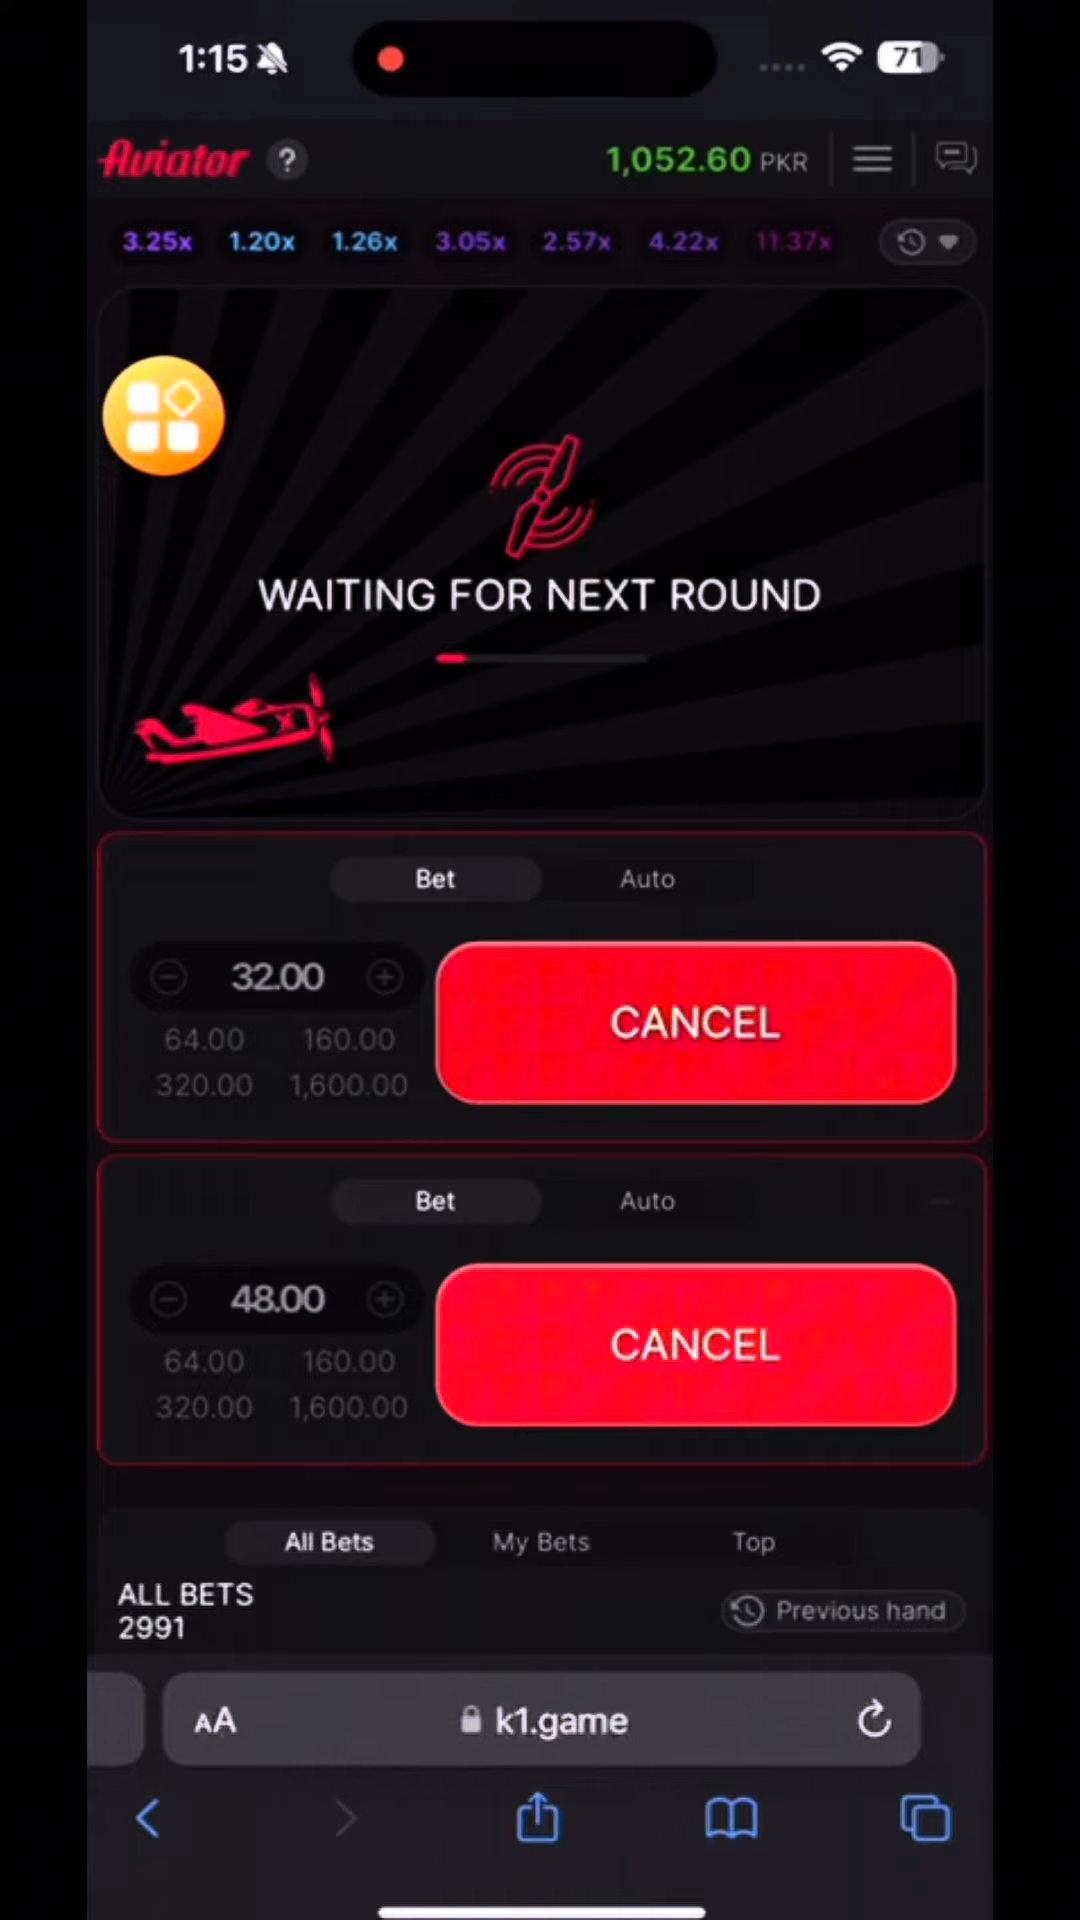 1:15
71
Aviator ? 1,052.60 PKR
3.25x 1.20x 1.26x 3.05x 2.57x 4.22x 11.37x
WAITING FOR NEXT ROUND
Bet Auto
32.00
64.00 160.00
320.00 1,600.00
CANCEL
Bet Auto
48.00
64.00 160.00
320.00 1,600.00
CANCEL
All Bets My Bets Top
ALL BETS
2991
Previous hand
AA k1.game